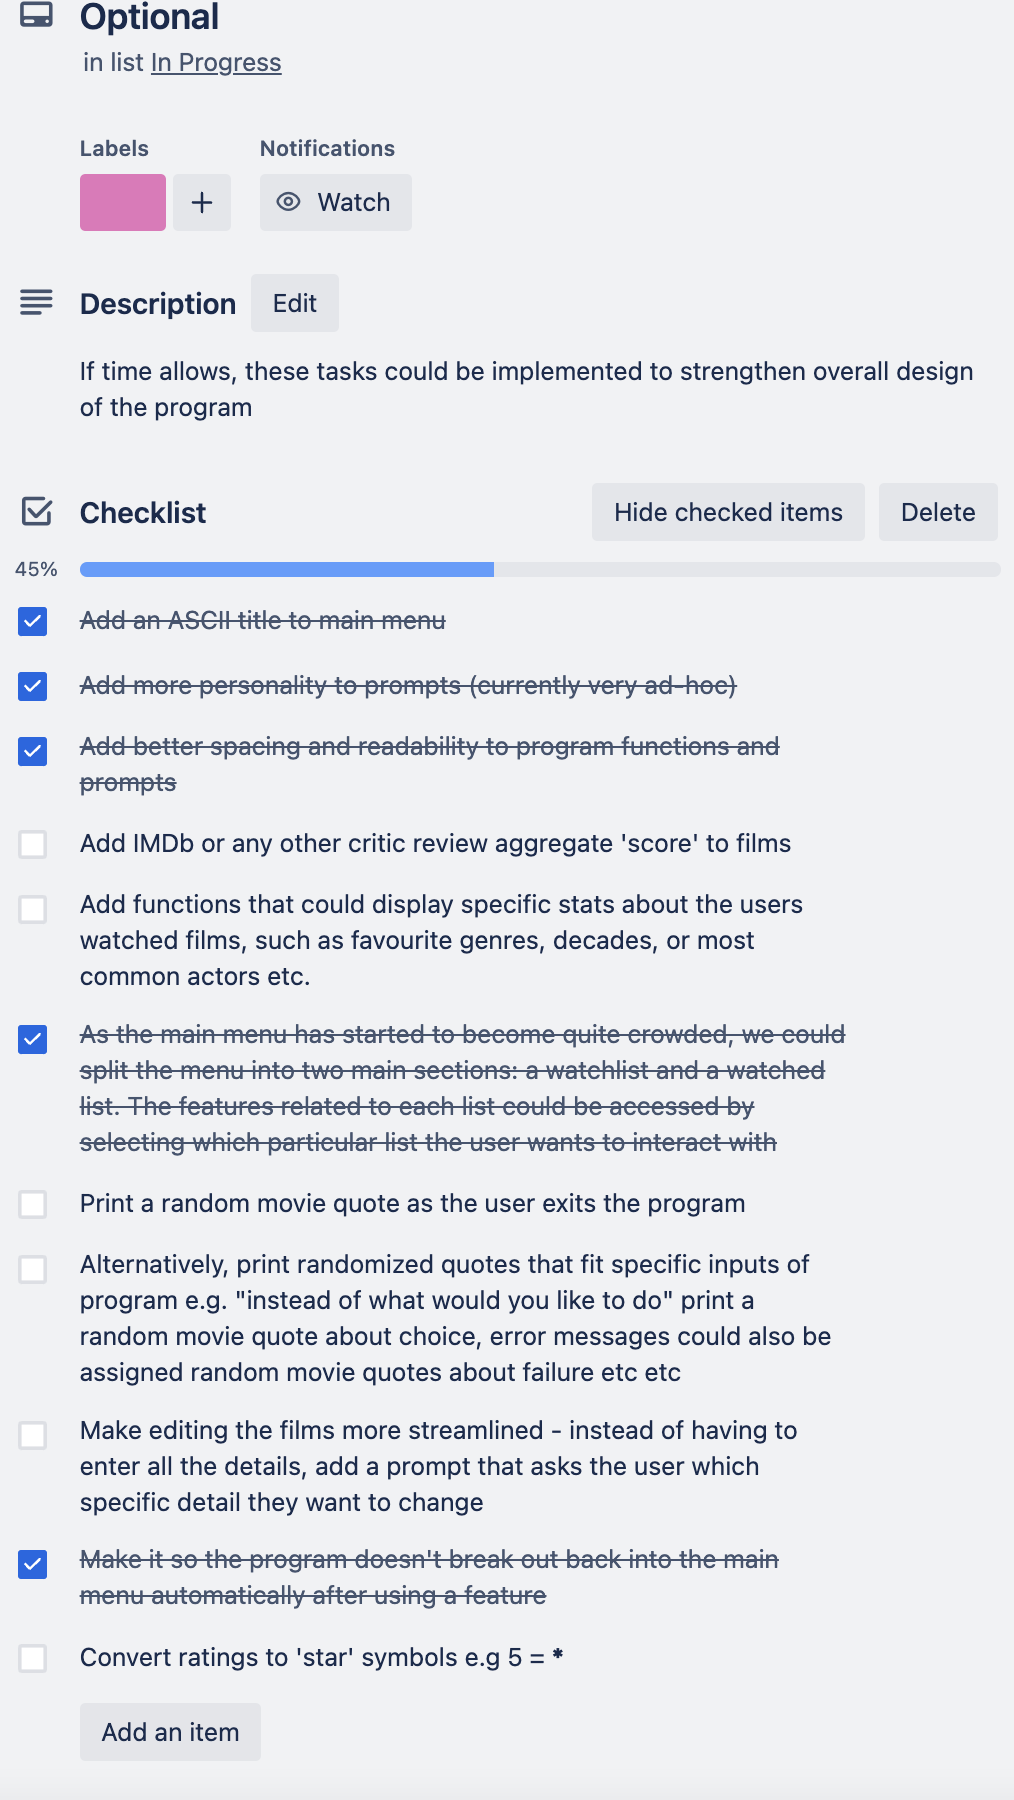 Optional
in list In Progress
Labels
Notifications
+
Watch
Description
Edit
If time allows, these tasks could be implemented to strengthen overall design
of the program
Checklist
Hide checked items
Delete
45%
Add an ASCII title to main menu
Add more personality to prompts (currently very ad-hoc)
Add better spacing and readability to program functions and
prompts
Add IMDb or any other critic review aggregate 'score' to films
Add functions that could display specific stats about the users
watched films, such as favourite genres, decades, or most
common actors etc.
As the main menu has started to become quite crowded, we could
split the menu into two main sections: a watchlist and a watched
list. The features related to each list could be accessed by
selecting which particular list the user wants to interact with
Print a random movie quote as the user exits the program
Alternatively, print randomized quotes that fit specific inputs of
program e.g. "instead of what would you like to do" print a
random movie quote about choice, error messages could also be
assigned random movie quotes about failure etc etc
Make editing the films more streamlined - instead of having to
enter all the details, add a prompt that asks the user which
specific detail they want to change
Make it so the program doesn't break out back into the main
menu automatically after using a feature
Convert ratings to 'star' symbols e.g 5 = *
Add an item